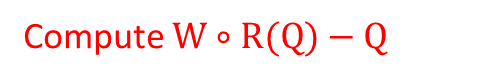 Compute W ∘ R(Q) − Q